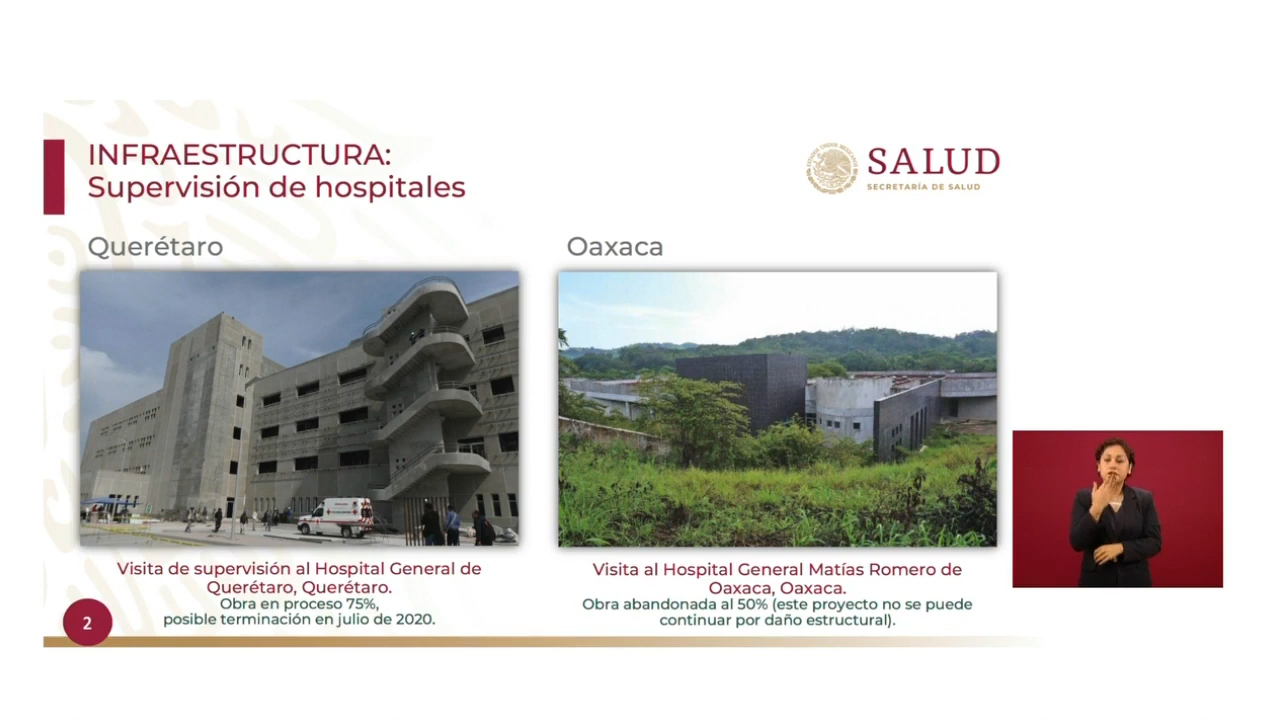 INFRAESTRUCTURA:
Supervisión de hospitales
SALUD
SECRETARÍA DE SALUD
Querétaro
Oaxaca
Visita de supervisión al Hospital General de
Querétaro, Querétaro.
Obra en proceso 75%,
posible terminación en julio de 2020.
Visita al Hospital General Matías Romero de
Oaxaca, Oaxaca.
Obra abandonada al 50% (este proyecto no se puede
continuar por daño estructural).
2